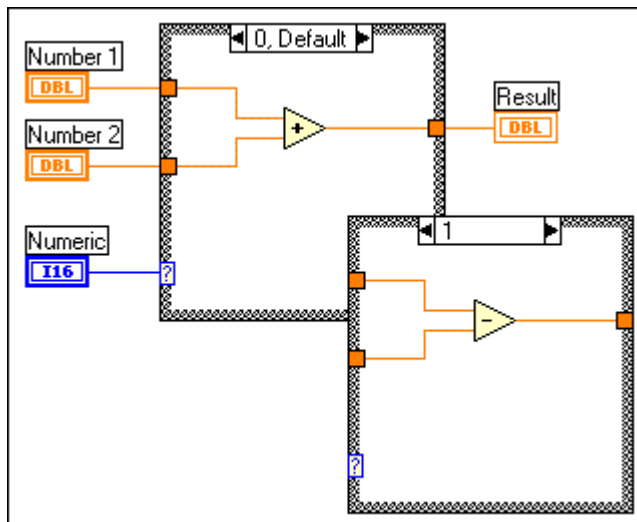 0, Default
Number 1
DBL
+
Number 2
DBL
Result
DBL
Numeric
I16
?
1
-
?